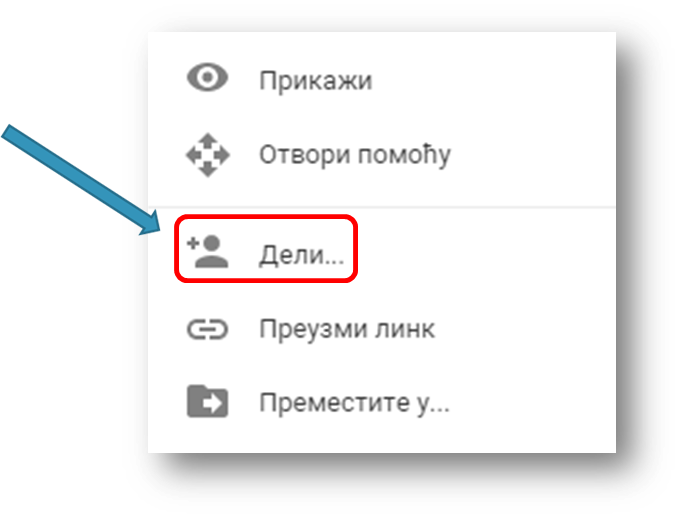 Прикажи
Отвори помоћу
Дели...
Преузми линк
Преместите у...